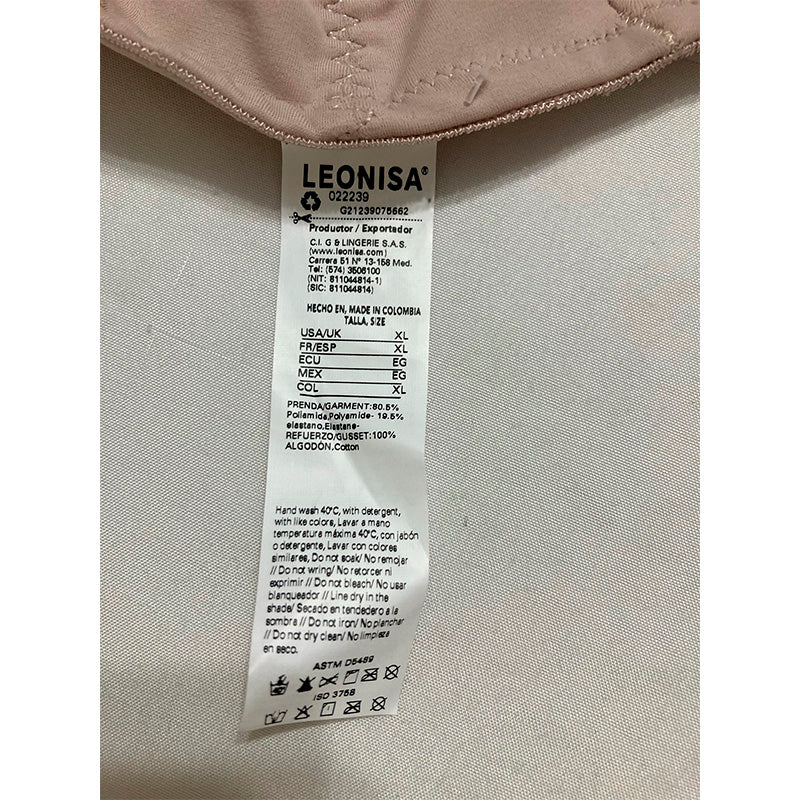 LEONISA®
022239
G21239075662
Productor / Exportador
C.I. G & LINGERIE S.A.S.
(www.leonisa.com)
Carrera 51 Nº 13-158 Med.
Tel: (574) 3506100
(NIT: 811044814-1)
(SIC: 811044814)
HECHO EN, MADE IN COLOMBIA
TALLA, SIZE
USA/UK XL
FR/ESP XL
ECU EG
MEX EG
COL XL
PRENDA/GARMENT:80.5%
Poliamida,Polyamide- 19.5%
elastano,Elastane-
REFUERZO/GUSSET:100%
ALGODÓN,Cotton
Hand wash 40°C, with detergent,
with like colors, Lavar a mano
temperatura máxima 40°C, con jabón
o detergente, Lavar con colores
similares, Do not soak/ No remojar
// Do not wring/ No retorcer ni
exprimir // Do not bleach/ No usar
blanqueador // Line dry in the
shade/ Secado en tendedero a la
sombra // Do not iron/ No planchar
// Do not dry clean/ No limpieza
en seco.
ASTM D5489
ISO 3758